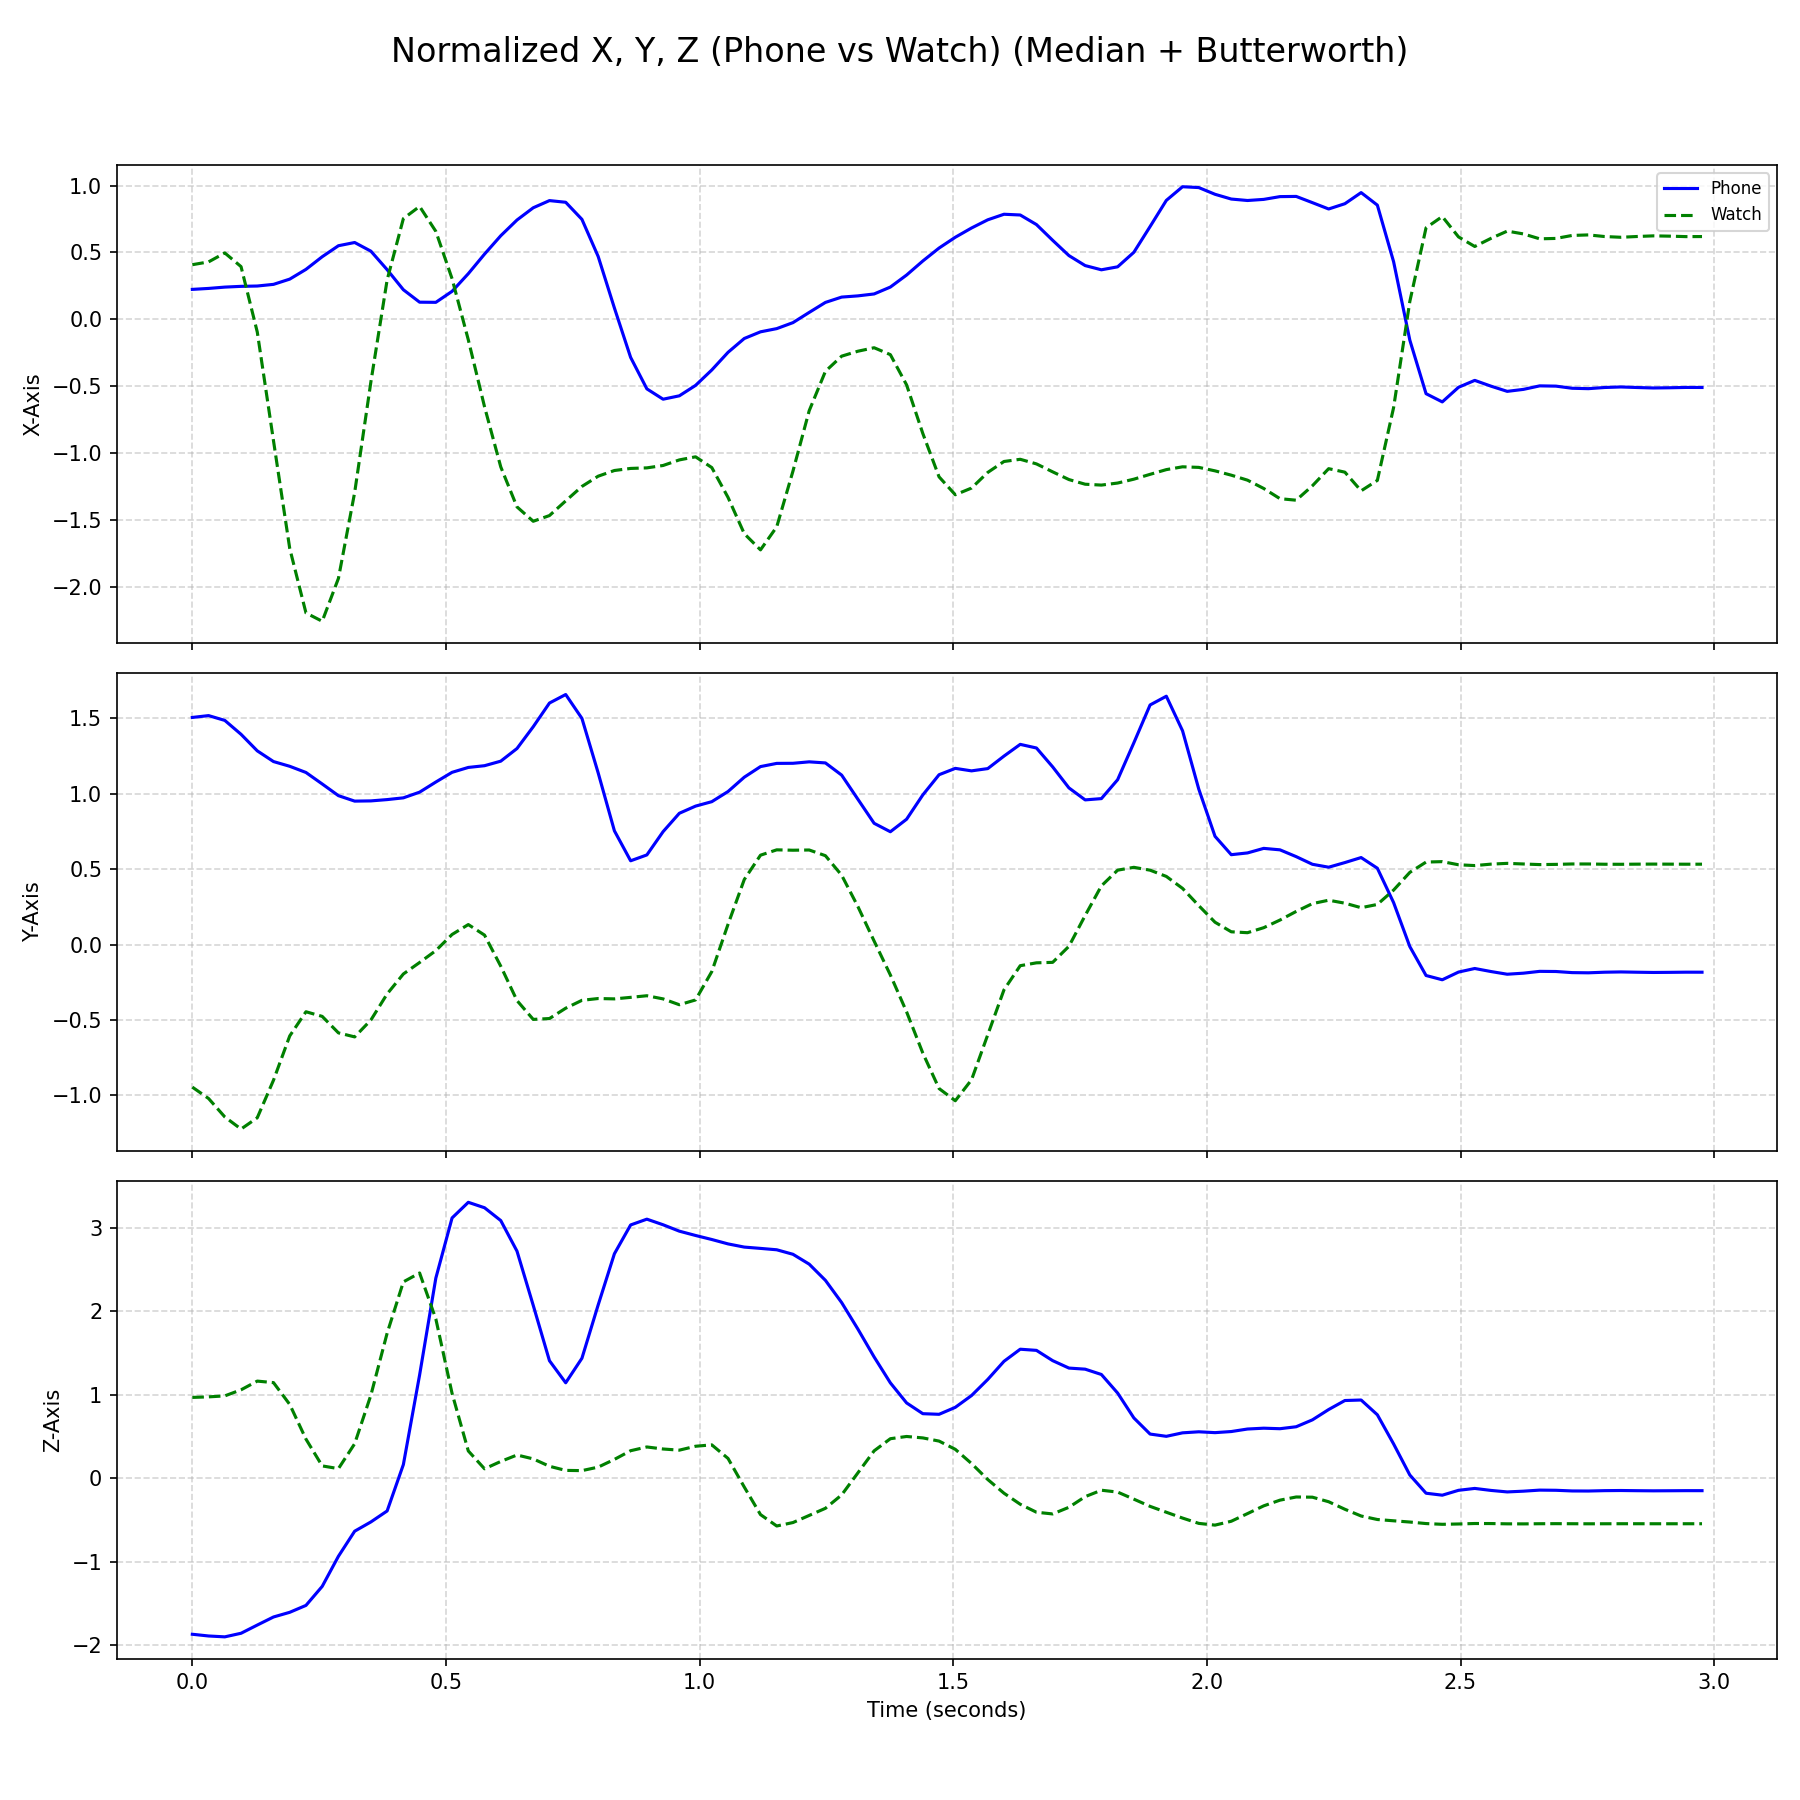 Normalized X, Y, Z (Phone vs Watch) (Median + Butterworth)
Phone
Watch
1.0
0.5
0.0
−0.5
−1.0
−1.5
−2.0
X-Axis
1.5
1.0
0.5
0.0
−0.5
−1.0
Y-Axis
3
2
1
0
−1
−2
Z-Axis
0.0 0.5 1.0 1.5 2.0 2.5 3.0
Time (seconds)